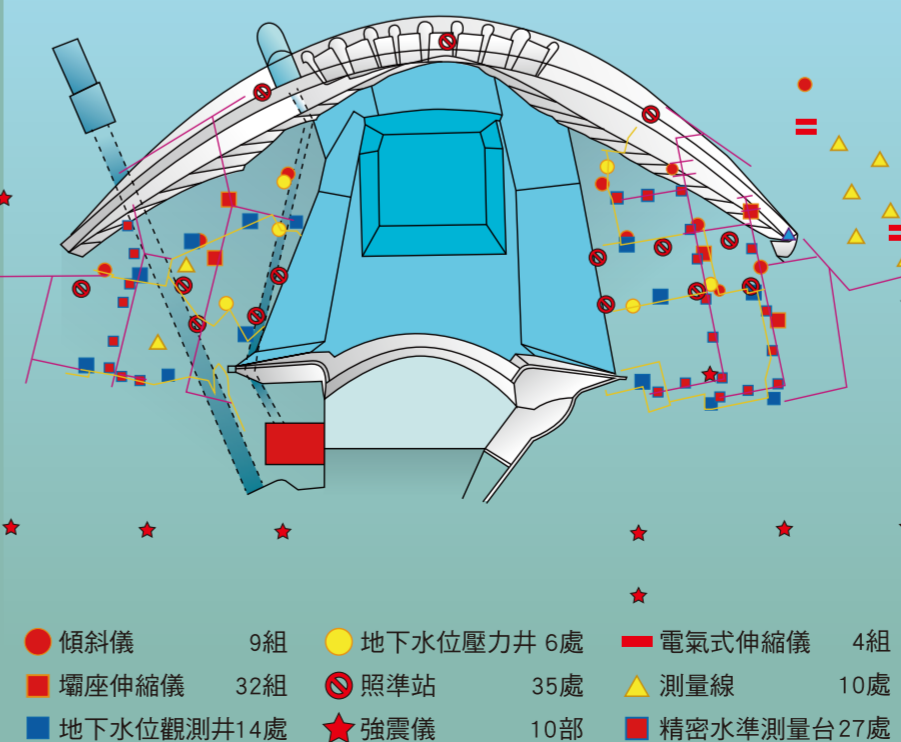 傾斜儀 9組 地下水位壓力井 6處 電氣式伸縮儀 4組
壩座伸縮儀 32組 照準站 35處 測量線 10處
地下水位觀測井14處 強震儀 10部 精密水準測量台27處